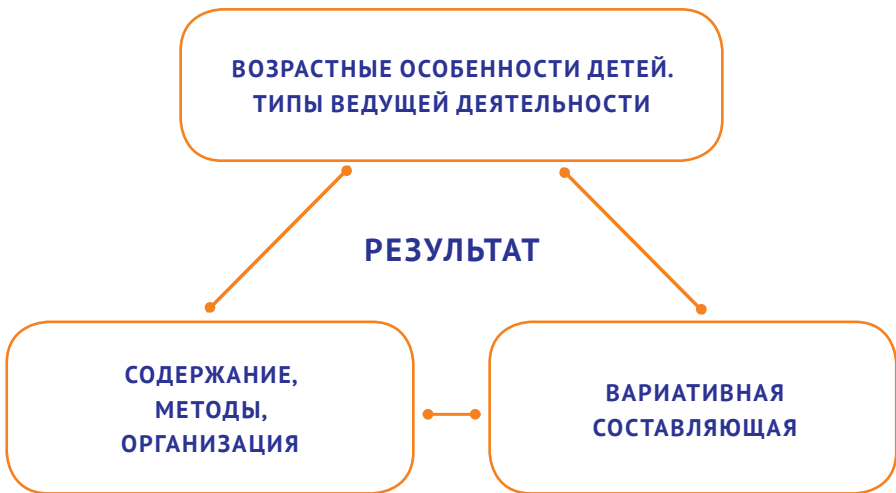 ВОЗРАСТНЫЕ ОСОБЕННОСТИ ДЕТЕЙ.
ТИПЫ ВЕДУЩЕЙ ДЕЯТЕЛЬНОСТИ
РЕЗУЛЬТАТ
СОДЕРЖАНИЕ,
МЕТОДЫ,
ОРГАНИЗАЦИЯ
ВАРИАТИВНАЯ
СОСТАВЛЯЮЩАЯ